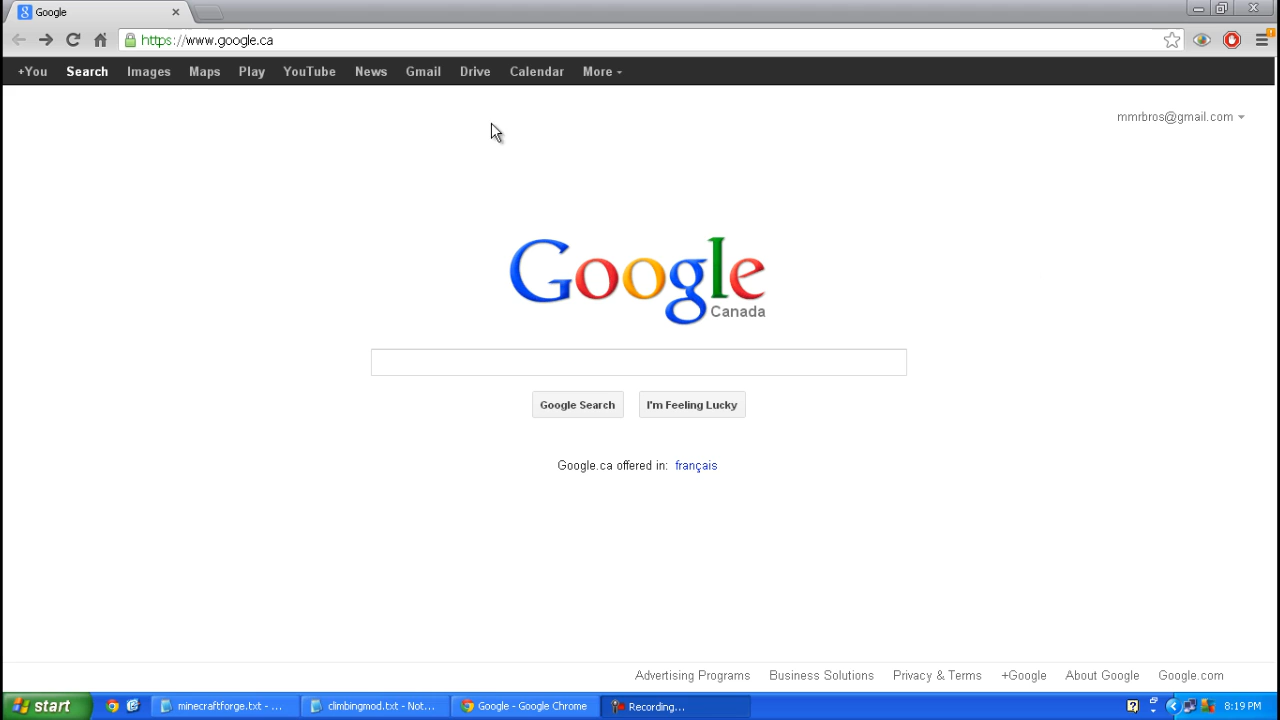 Google
https://www.google.ca
+You Search Images Maps Play YouTube News Gmail Drive Calendar More
mmrbros@gmail.com
Google
Canada
Google Search I'm Feeling Lucky
Google.ca offered in: français
Advertising Programs Business Solutions Privacy & Terms +Google About Google Google.com
start minecraftforge.txt - ... climbingmod.txt - Not... Google - Google Chrome Recording... 8:19 PM